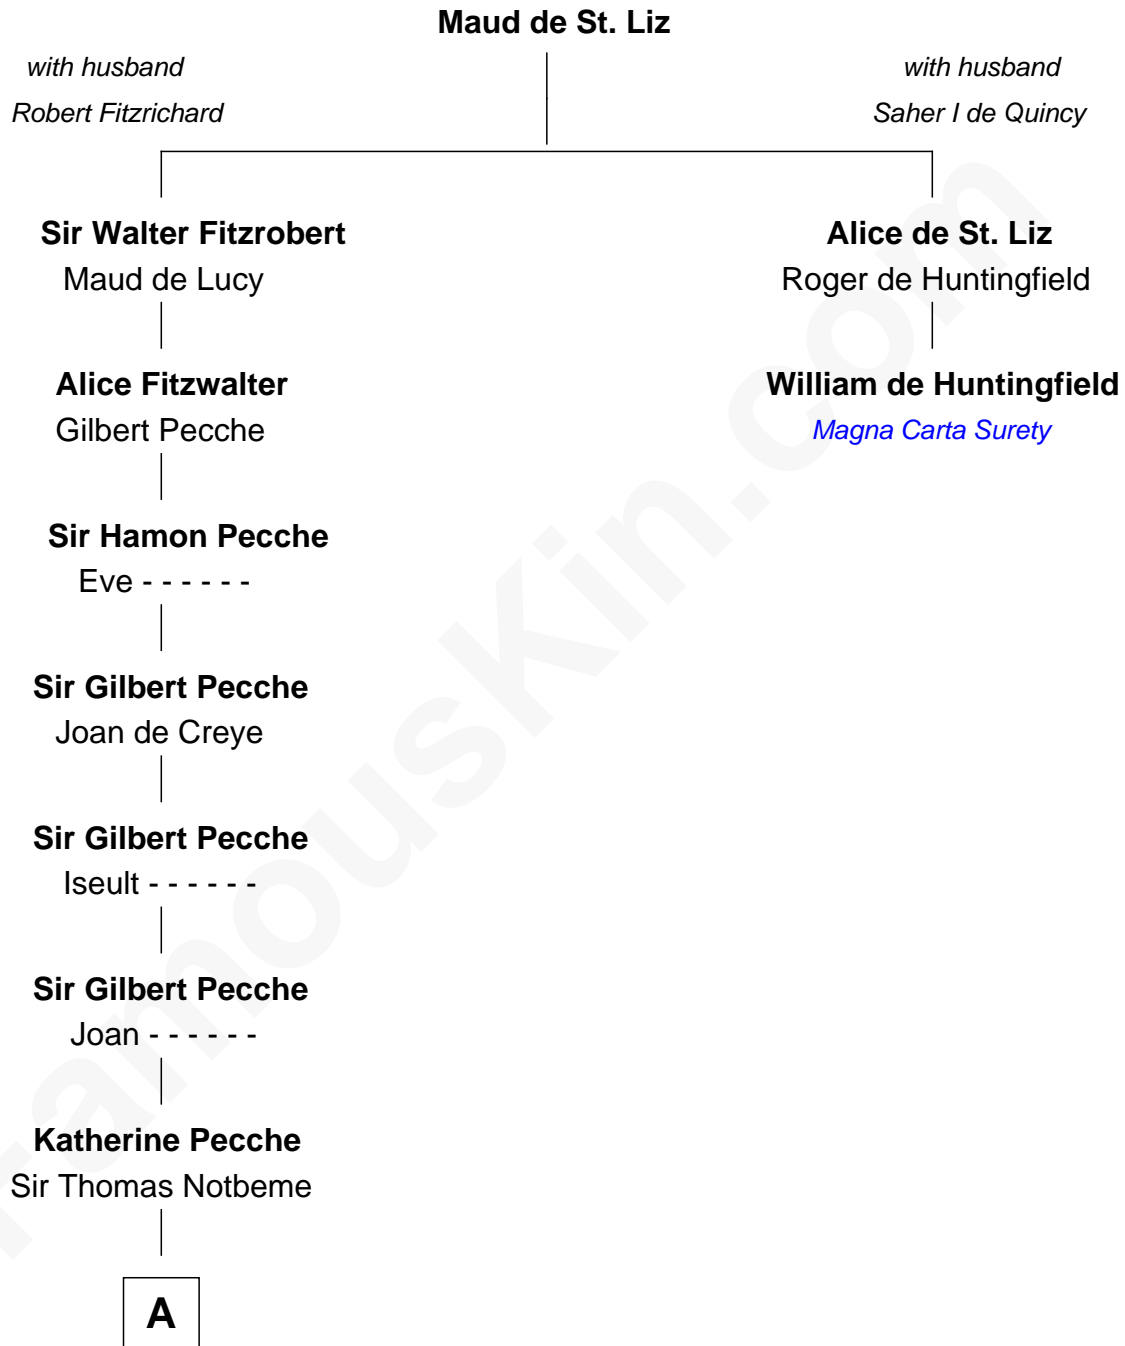 Maud de St. Liz
with husband
Robert Fitzrichard
with husband
Saher I de Quincy
Sir Walter Fitzrobert
Maud de Lucy
Alice de St. Liz
Roger de Huntingfield
Alice Fitzwalter
Gilbert Pecche
William de Huntingfield
Magna Carta Surety
Sir Hamon Pecche
Eve - - - - - -
Sir Gilbert Pecche
Joan de Creye
Sir Gilbert Pecche
Iseult - - - - - -
Sir Gilbert Pecche
Joan - - - - - -
Katherine Pecche
Sir Thomas Notbeme
A
FamousKin.com